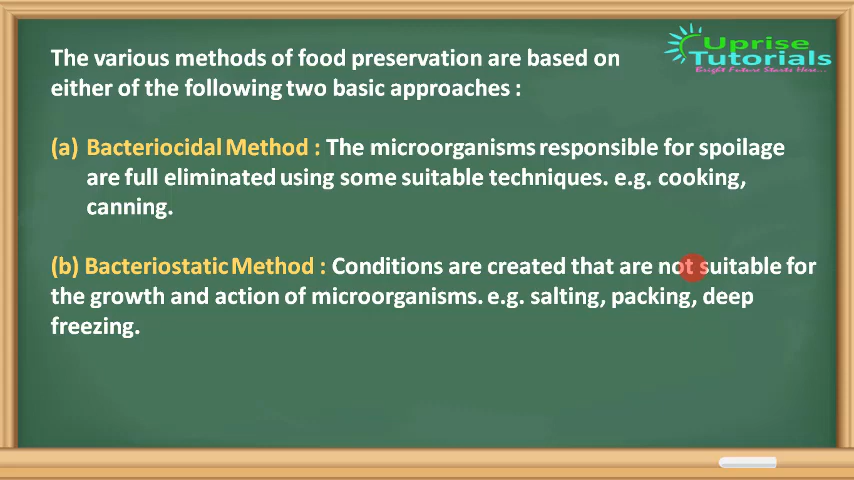 The various methods of food preservation are based on
either of the following two basic approaches :
Uprise
Tutorials
Bright Future Starts Here...
(a) Bacteriocidal Method : The microorganisms responsible for spoilage
are full eliminated using some suitable techniques. e.g. cooking,
canning.
(b) Bacteriostatic Method : Conditions are created that are not suitable for
the growth and action of microorganisms. e.g. salting, packing, deep
freezing.